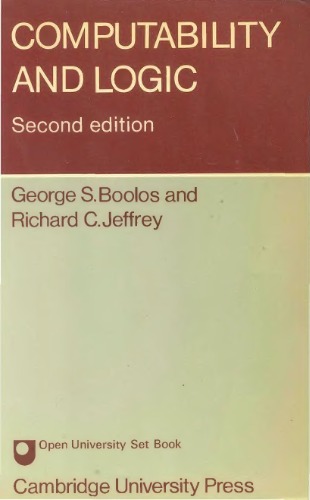 COMPUTABILITY
AND LOGIC
Second edition
George S.Boolos and
Richard C.Jeffrey
Open University Set Book
Cambridge University Press